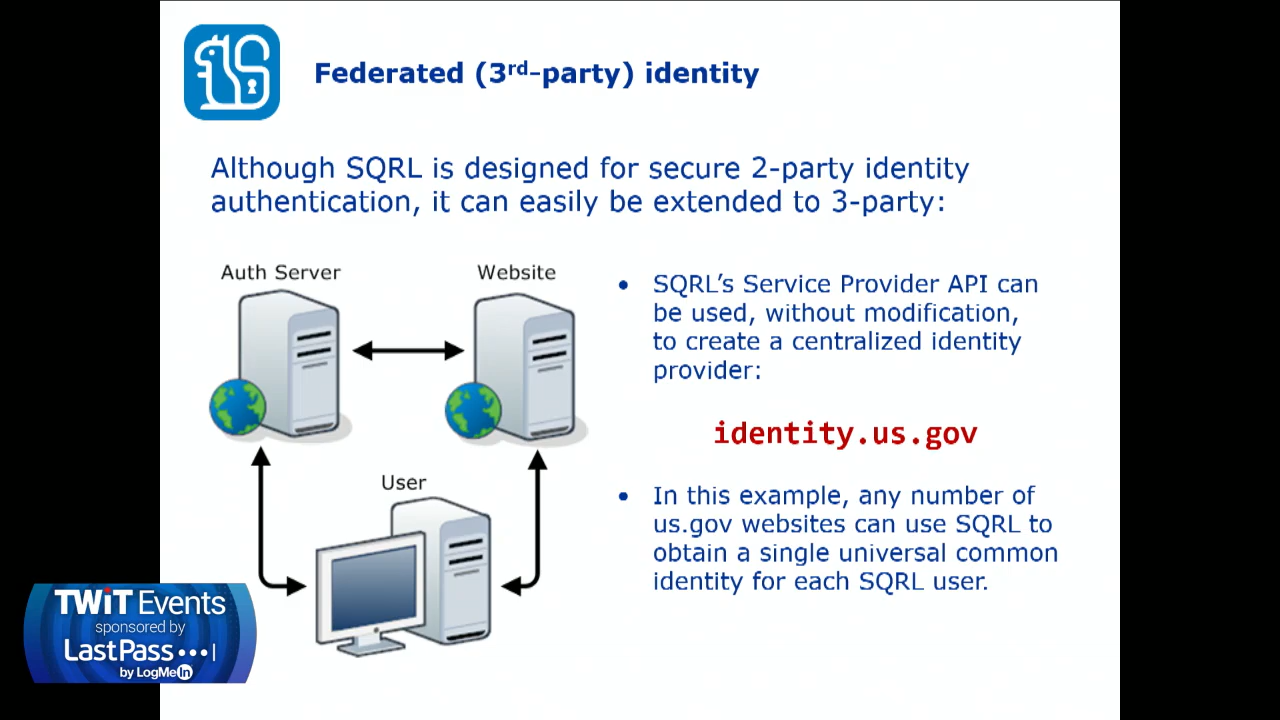 Federated (3rd-party) identity
Although SQRL is designed for secure 2-party identity
authentication, it can easily be extended to 3-party:
Auth Server
Website
User
• SQRL's Service Provider API can
be used, without modification,
to create a centralized identity
provider:
identity.us.gov
• In this example, any number of
us.gov websites can use SQRL to
obtain a single universal common
identity for each SQRL user.
TWiT Events
sponsored by
LastPass •••|
by LogMeIn